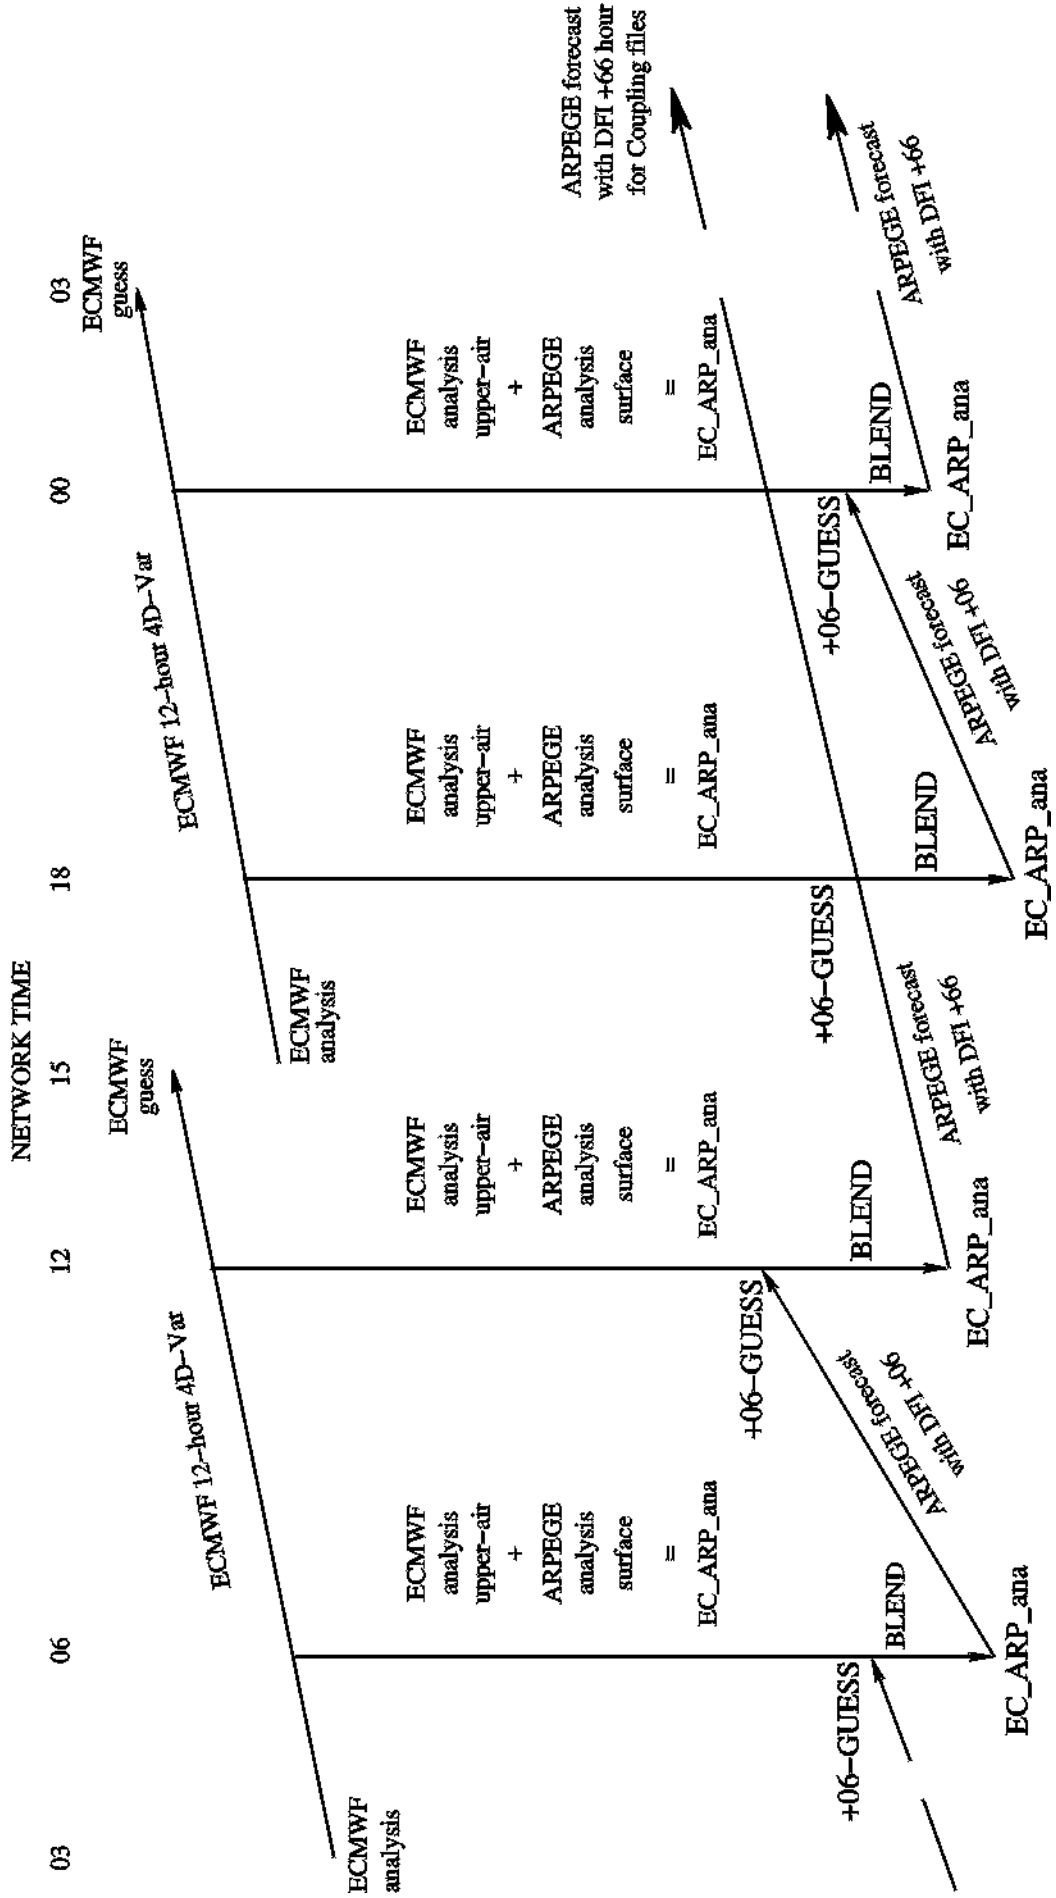 NETWORK TIME
03
06
12
15
18
00
03
ECMWF
analysis
ECMWF 12-hour 4D-Var
ECMWF
guess
ECMWF
analysis
ECMWF 12-hour 4D-Var
ECMWF
guess
ECMWF
analysis
upper-air
+
ARPEGE
analysis
surface
=
EC_ARP_ana
ECMWF
analysis
upper-air
+
ARPEGE
analysis
surface
=
EC_ARP_ana
ECMWF
analysis
upper-air
+
ARPEGE
analysis
surface
=
EC_ARP_ana
ECMWF
analysis
upper-air
+
ARPEGE
analysis
surface
=
EC_ARP_ana
ARPEGE forecast
with DFI +66 hour
for Coupling files
+06-GUESS
BLEND
EC_ARP_ana
ARPEGE forecast
with DFI +06
+06-GUESS
BLEND
EC_ARP_ana
ARPEGE forecast
with DFI +66
+06-GUESS
BLEND
EC_ARP_ana
ARPEGE forecast
with DFI +06
+06-GUESS
BLEND
EC_ARP_ana
ARPEGE forecast
with DFI +66